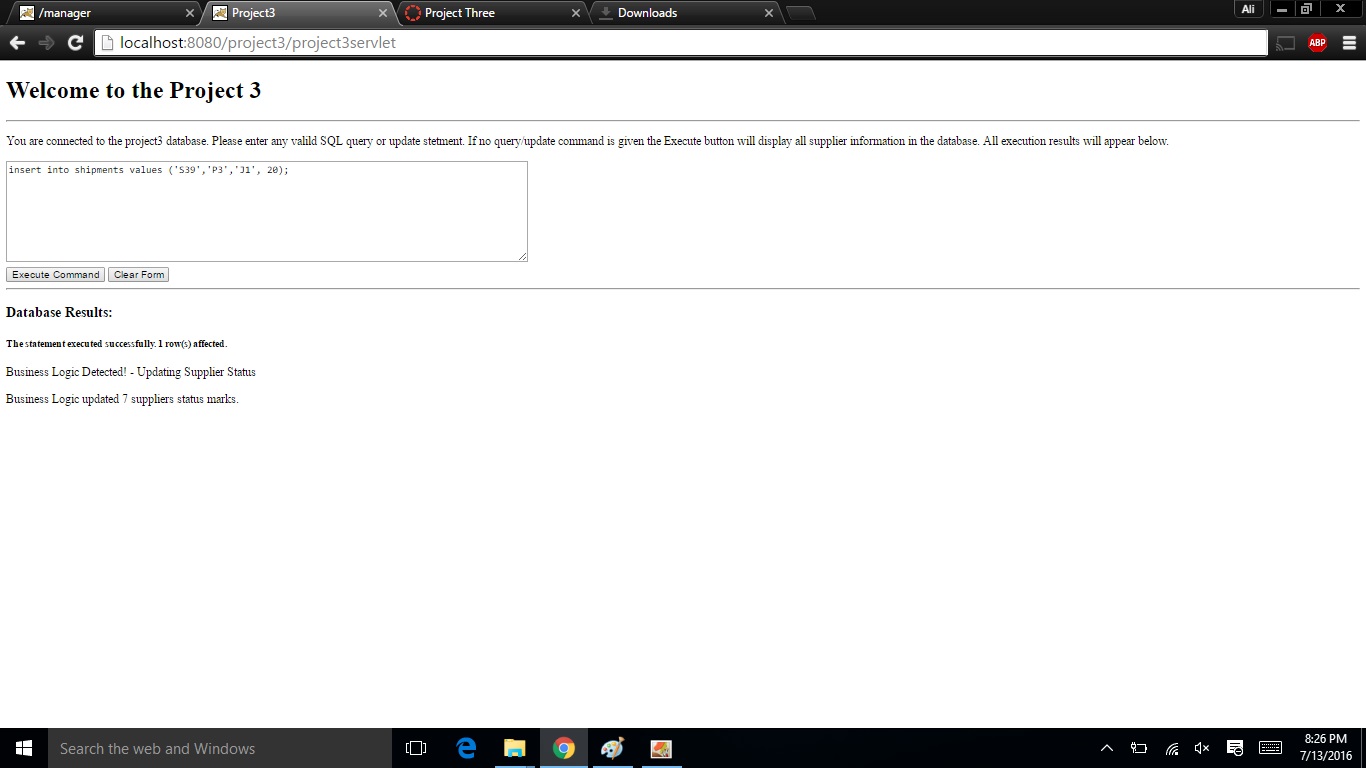 /manager
Project3
Project Three
Downloads
Ali
localhost:8080/project3/project3servlet
ABP
Welcome to the Project 3
You are connected to the project3 database. Please enter any valild SQL query or update stetment. If no query/update command is given the Execute button will display all supplier information in the database. All execution results will appear below.
insert into shipments values ('S39','P3','J1', 20);
Execute Command Clear Form
Database Results:
The statement executed successfully. 1 row(s) affected.
Business Logic Detected! - Updating Supplier Status
Business Logic updated 7 suppliers status marks.
Search the web and Windows
8:26 PM
7/13/2016